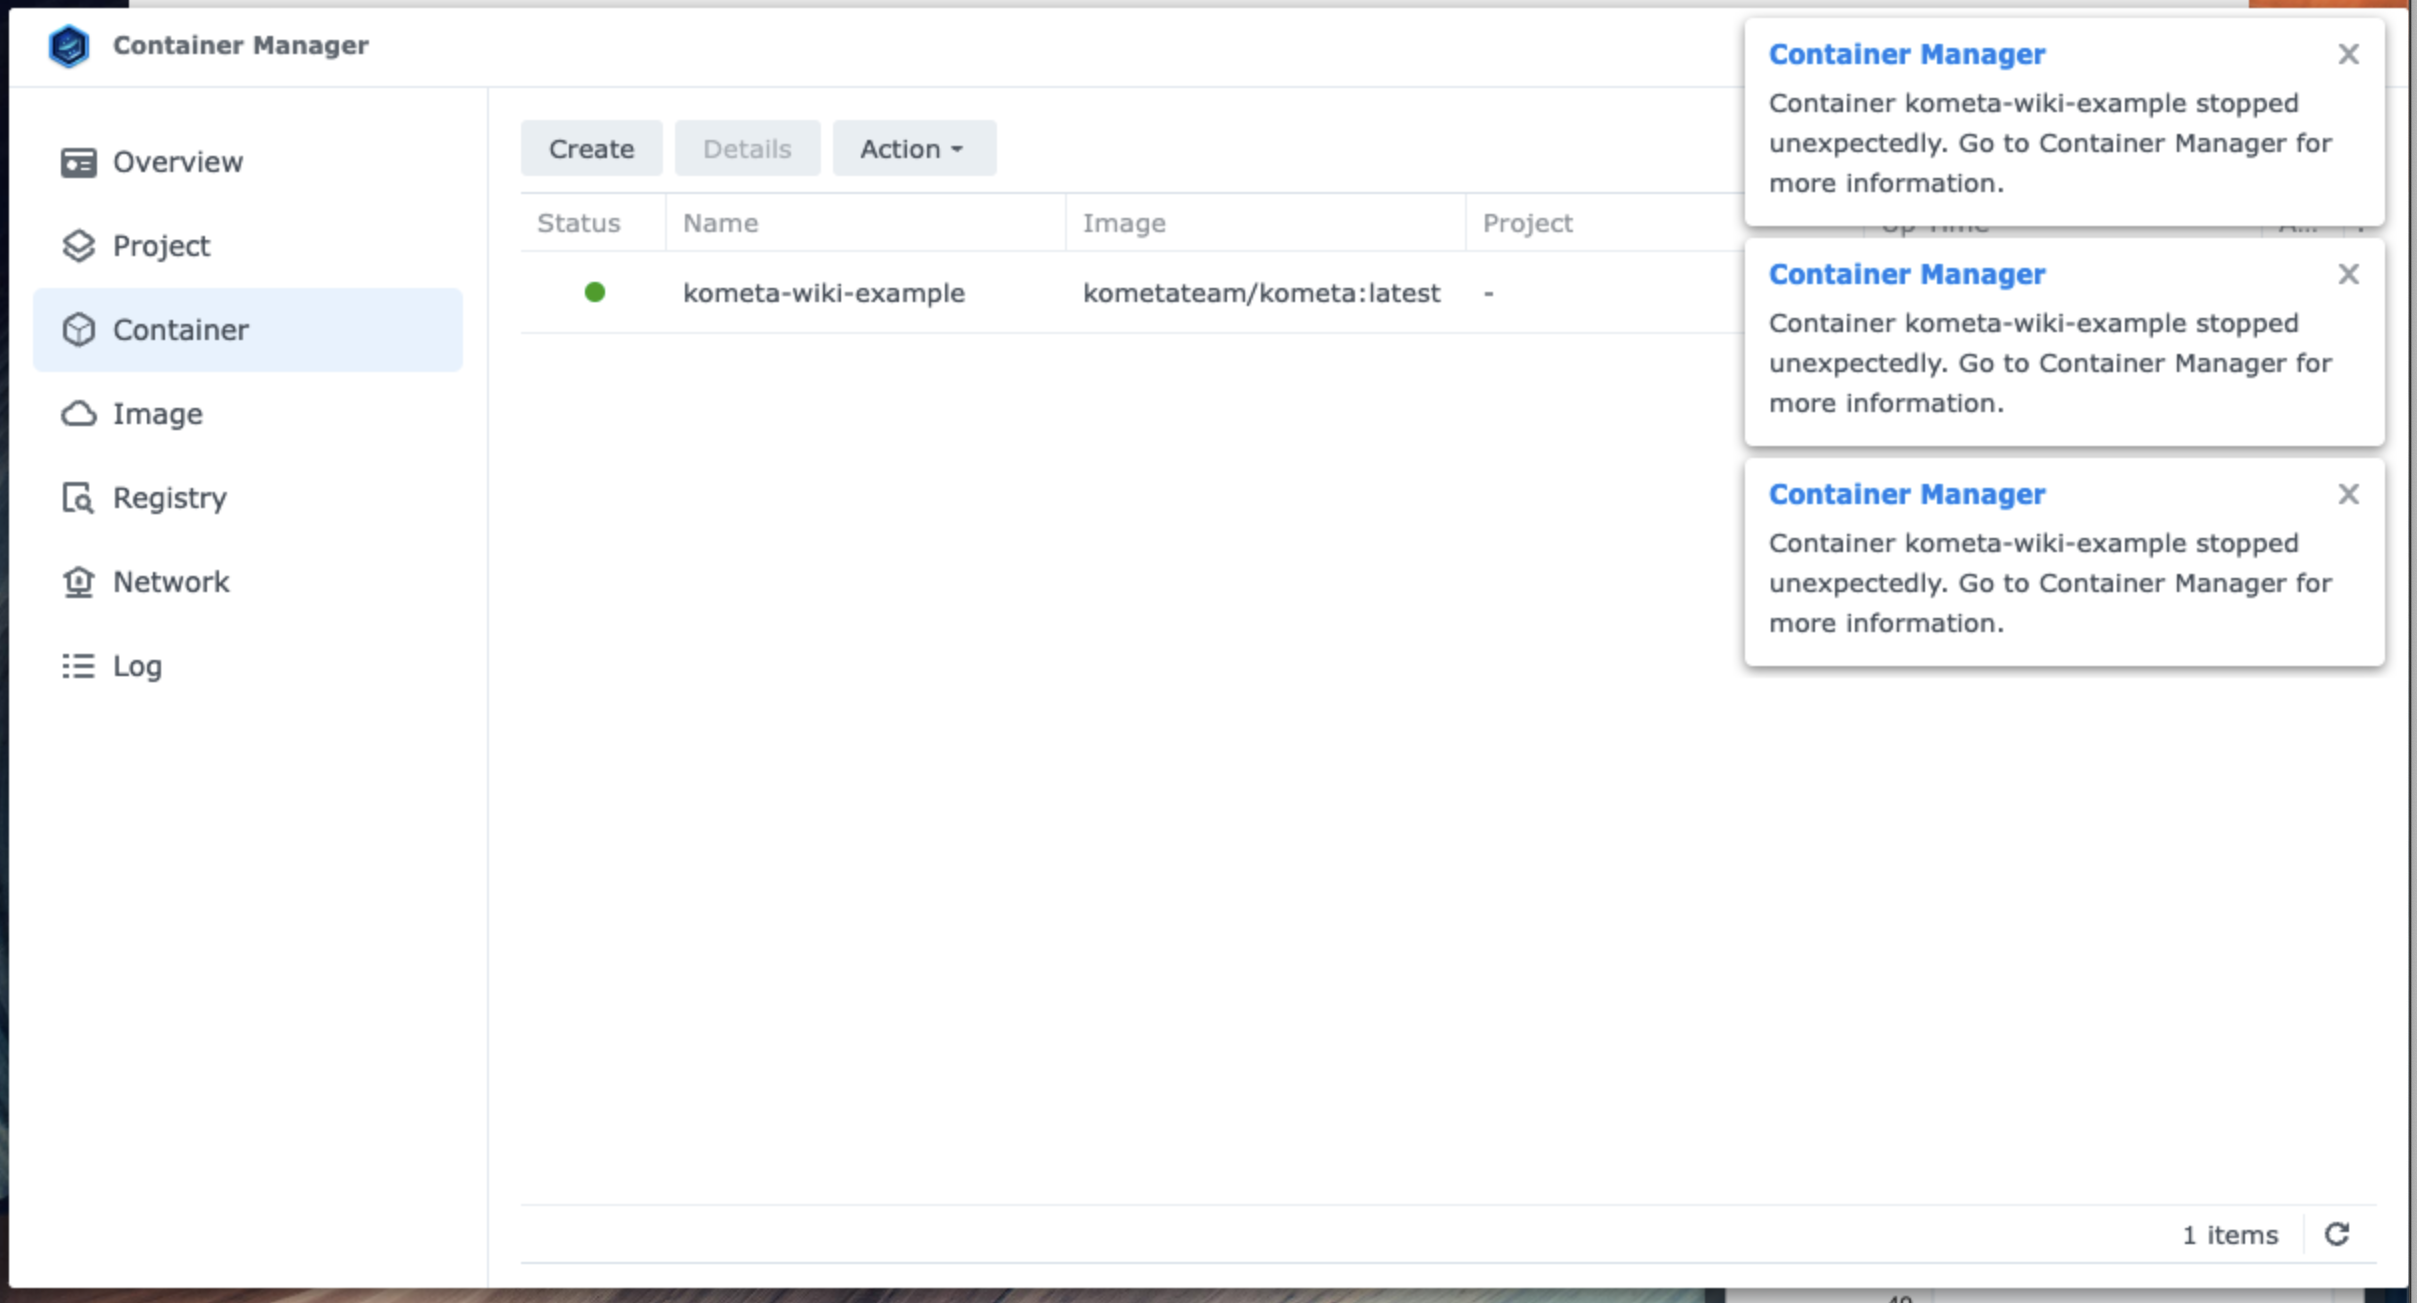 Container Manager
Overview
Project
Container
Image
Registry
Network
Log
Create
Details
Action
Status
Name
Image
Project
Up Time
kometa-wiki-example
kometateam/kometa:latest
-
Container Manager
Container kometa-wiki-example stopped
unexpectedly. Go to Container Manager for
more information.
Container Manager
Container kometa-wiki-example stopped
unexpectedly. Go to Container Manager for
more information.
Container Manager
Container kometa-wiki-example stopped
unexpectedly. Go to Container Manager for
more information.
1 items